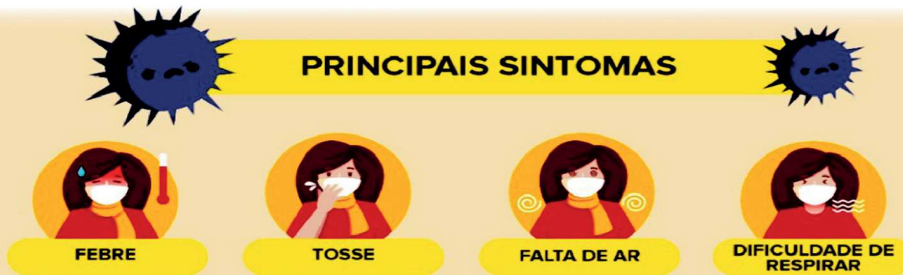 PRINCIPAIS SINTOMAS
FEBRE
TOSSE
FALTA DE AR
DIFICULDADE DE
RESPIRAR